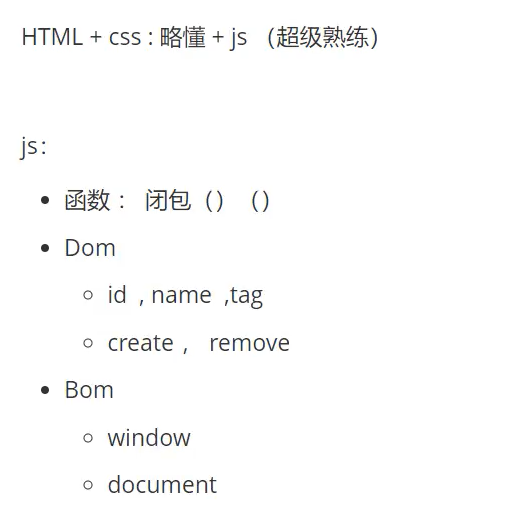 HTML + css : 略懂 + js （超级熟练）
js：
函数： 闭包（）（）
Dom
id , name ,tag
create ， remove
Bom
window
document